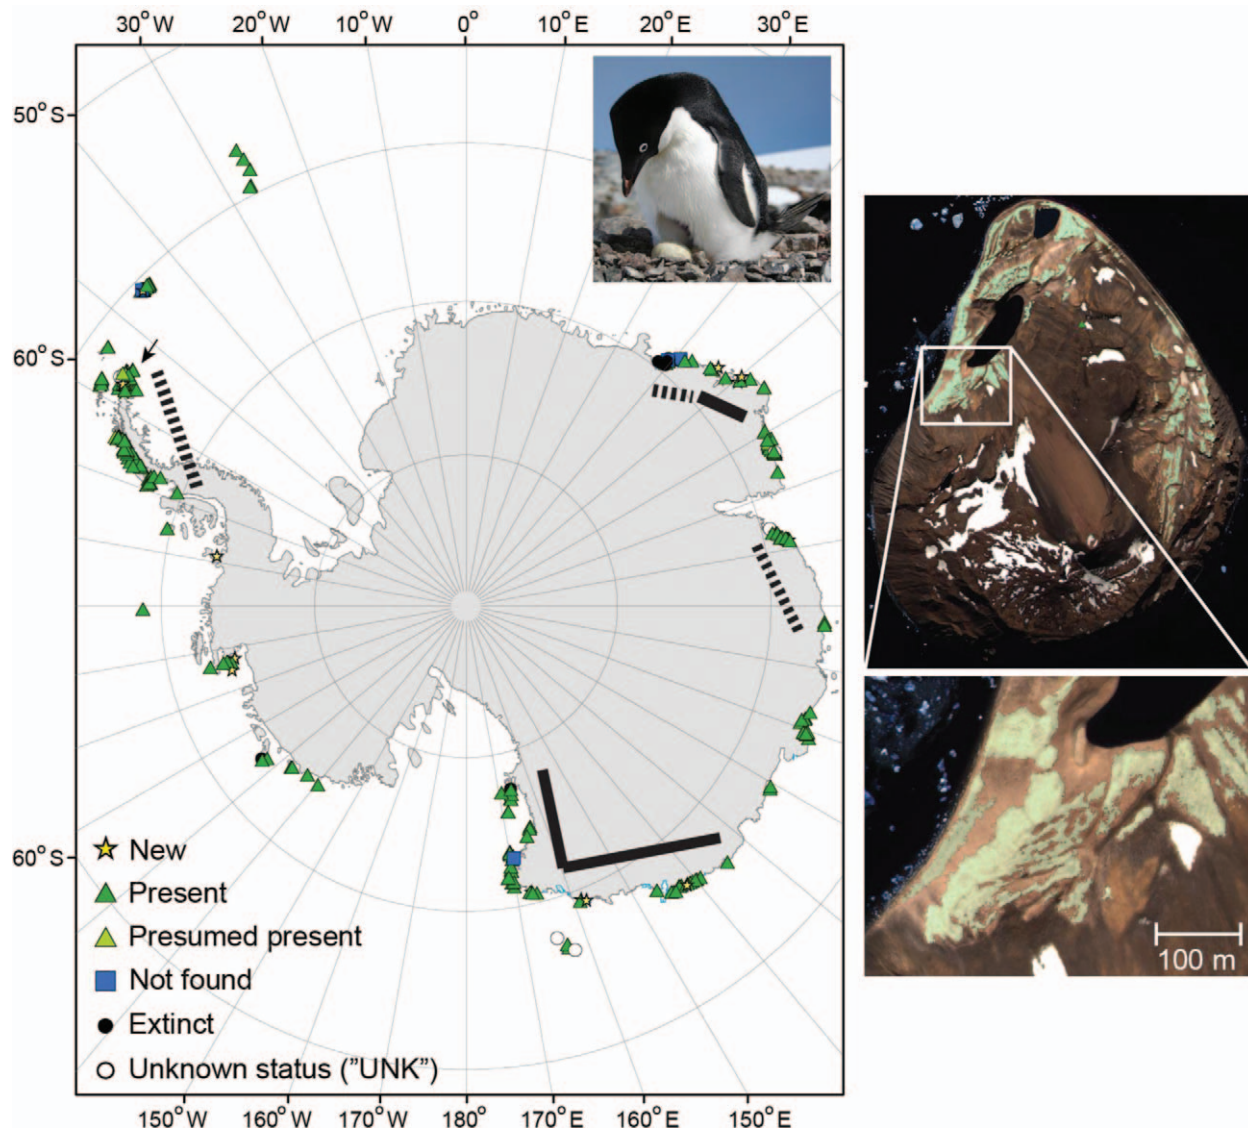 30°W 20°W 10°W 0° 10°E 20°E 30°E
50°S
60°S
60°S
New
Present
Presumed present
Not found
Extinct
Unknown status (”UNK”)
150°W 160°W 170°W 180° 170°E 160°E 150°E
100 m